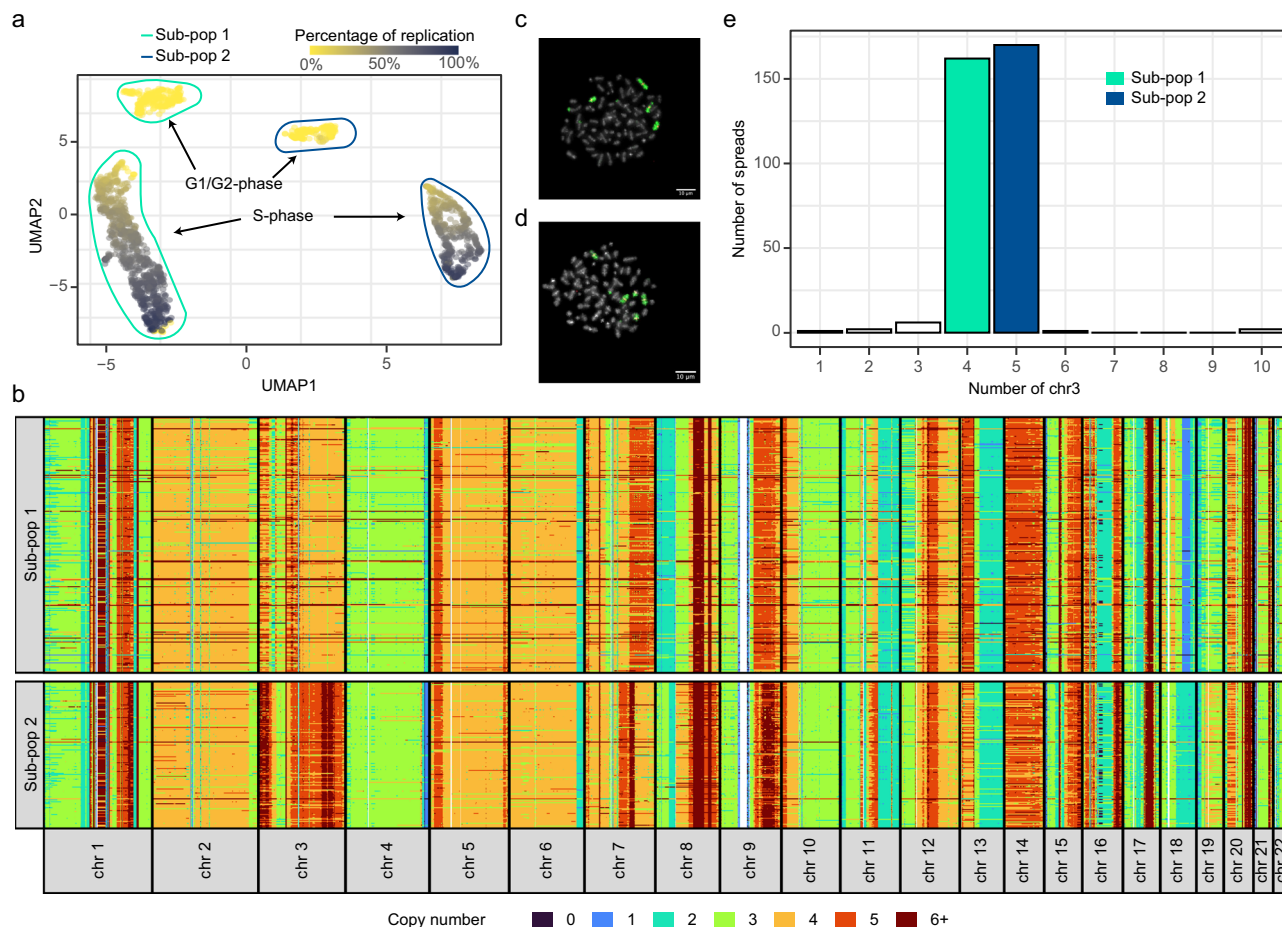 a
Sub-pop 1
Sub-pop 2
Percentage of replication
0% 50% 100%
UMAP2
5
0
−5
G1/G2-phase
S-phase
−5 0 5
UMAP1
c
10 µm
d
10 µm
e
Number of spreads
150
100
50
0
Sub-pop 1
Sub-pop 2
1 2 3 4 5 6 7 8 9 10
Number of chr3
b
Sub-pop 1
Sub-pop 2
chr 1 chr 2 chr 3 chr 4 chr 5 chr 6 chr 7 chr 8 chr 9 chr 10 chr 11 chr 12 chr 13 chr 14 chr 15 chr 16 chr 17 chr 18 chr 19 chr 20 chr 21 chr 22
Copy number 0 1 2 3 4 5 6+